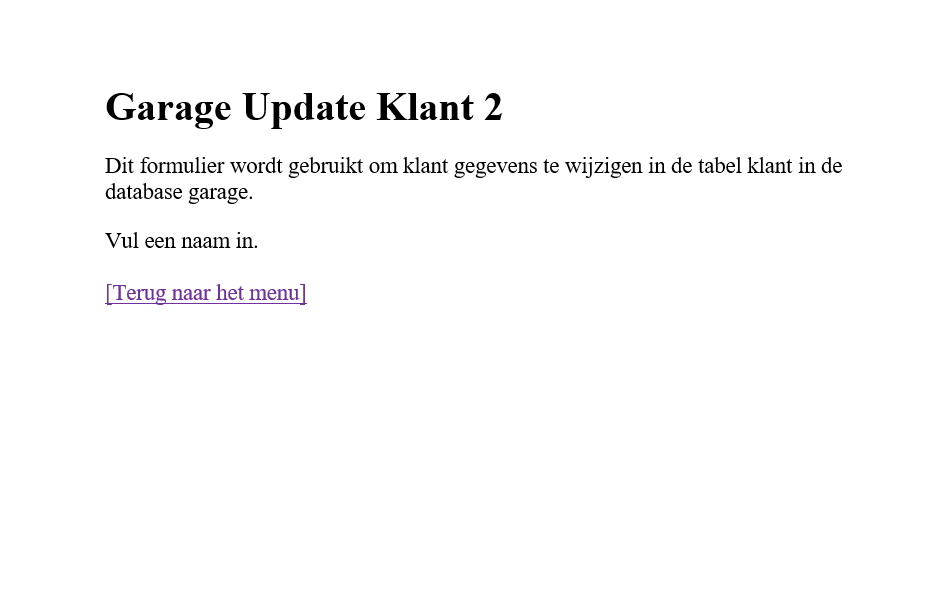 Garage Update Klant 2
Dit formulier wordt gebruikt om klant gegevens te wijzigen in de tabel klant in de
database garage.
Vul een naam in.
[Terug naar het menu]